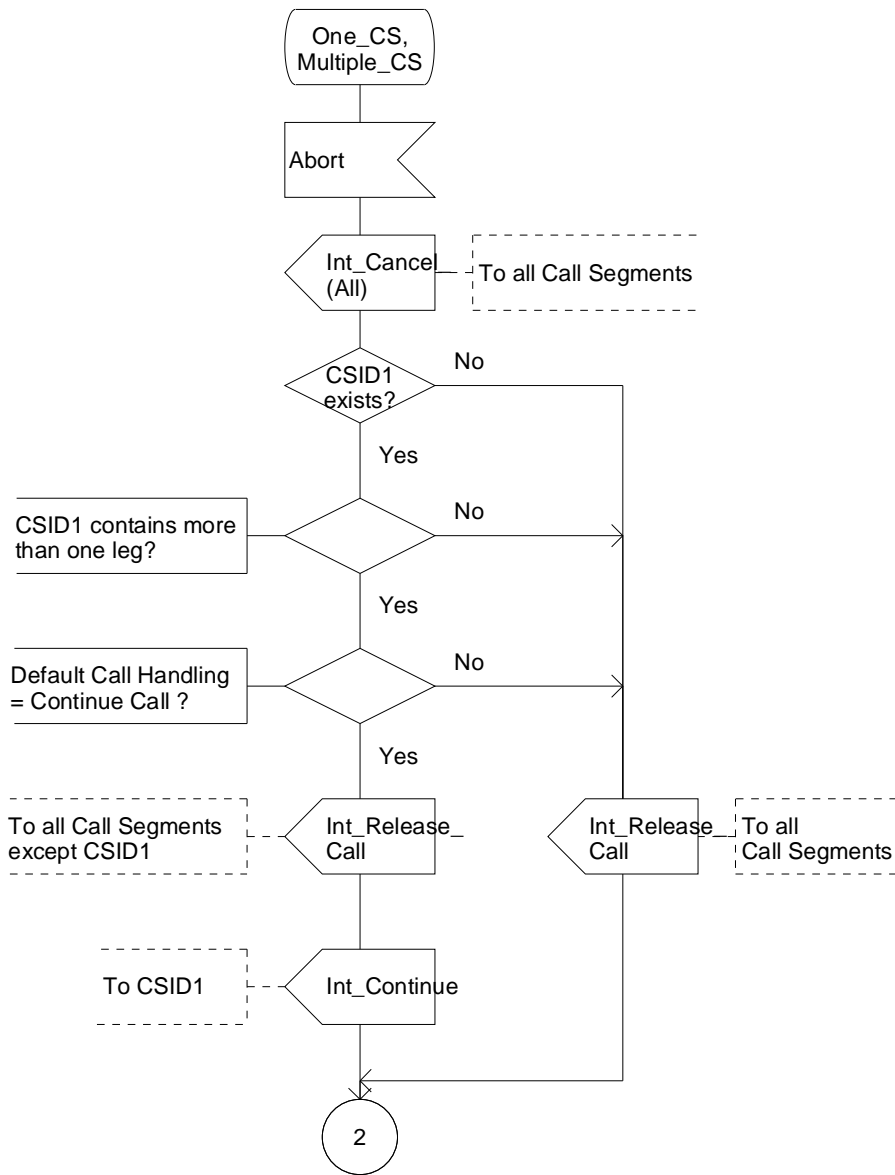 One_CS,
Multiple_CS
Abort
Int_Cancel
(All)
To all Call Segments
CSID1
exists?
No
Yes
CSID1 contains more
than one leg?
No
Yes
Default Call Handling
= Continue Call ?
No
Yes
To all Call Segments
except CSID1
Int_Release_
Call
Int_Release_
Call
To all
Call Segments
To CSID1
Int_Continue
2